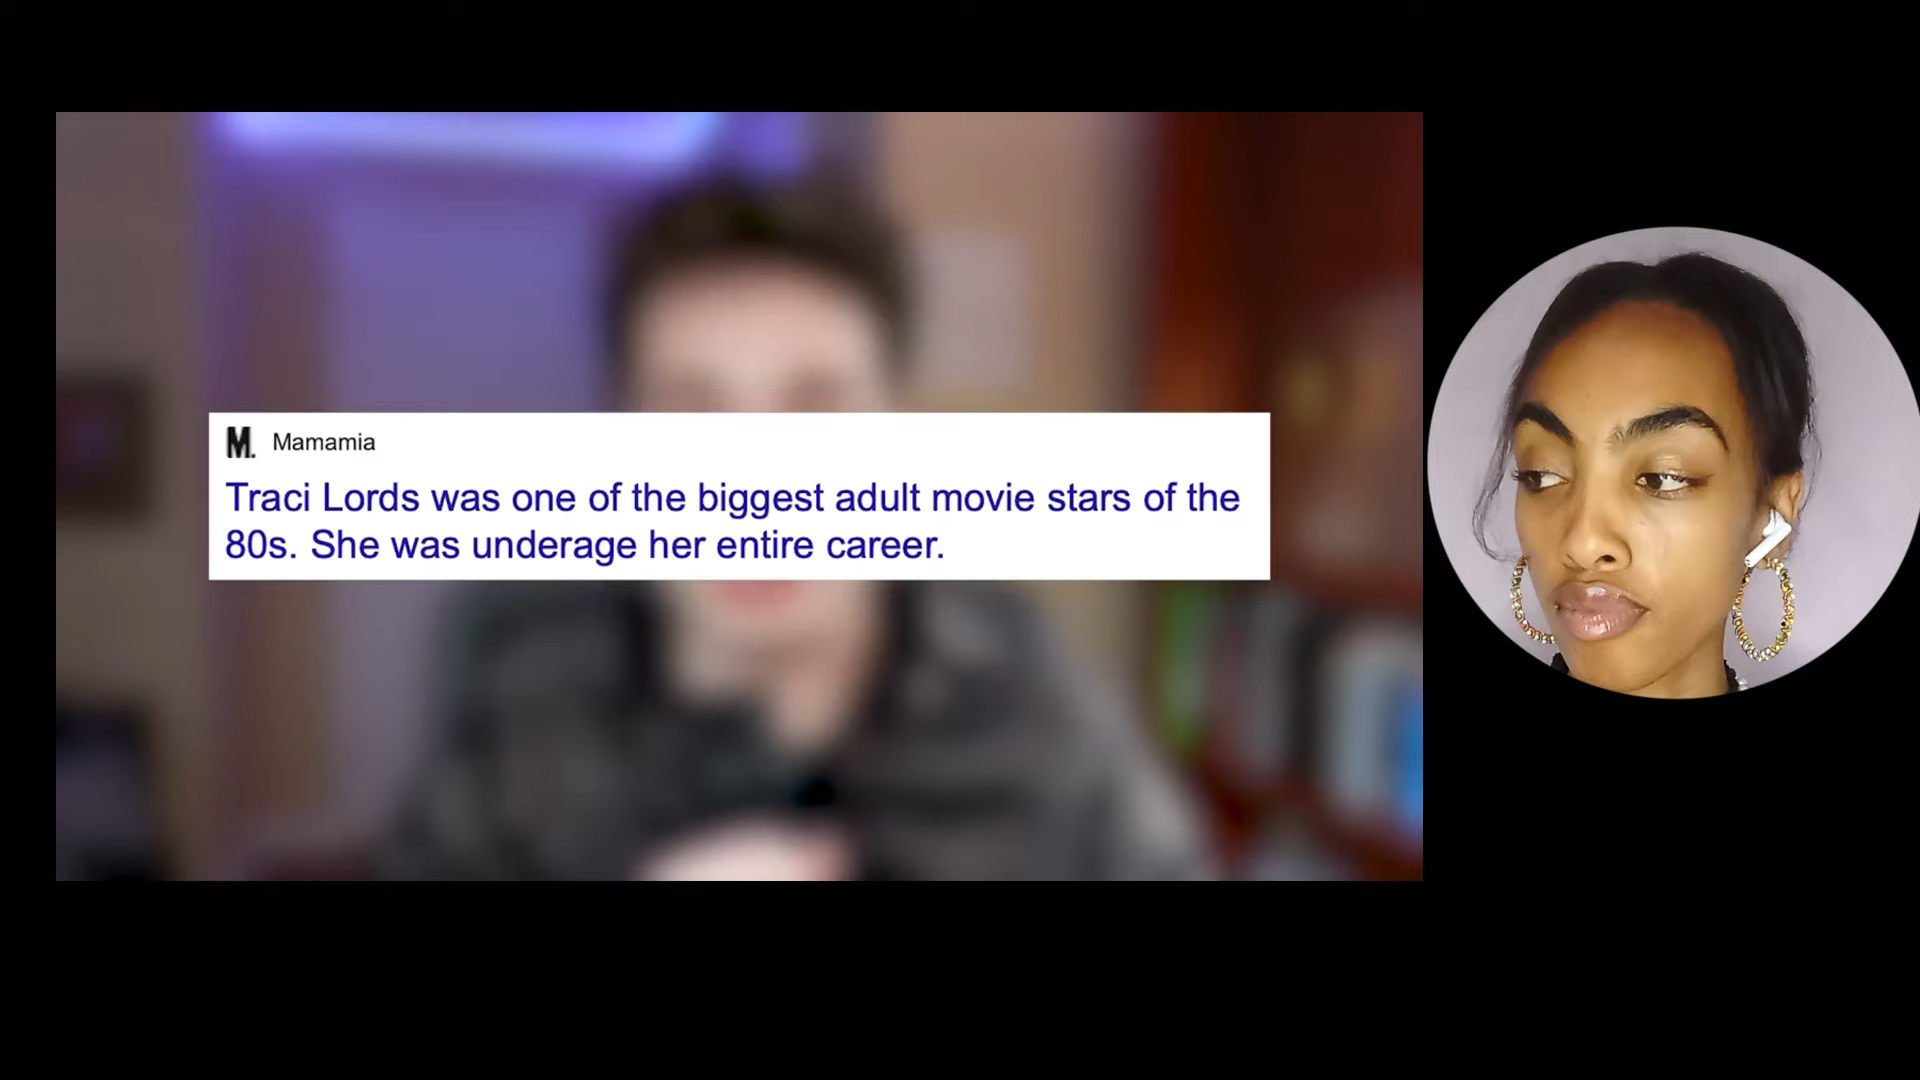 M. Mamamia
Traci Lords was one of the biggest adult movie stars of the
80s. She was underage her entire career.